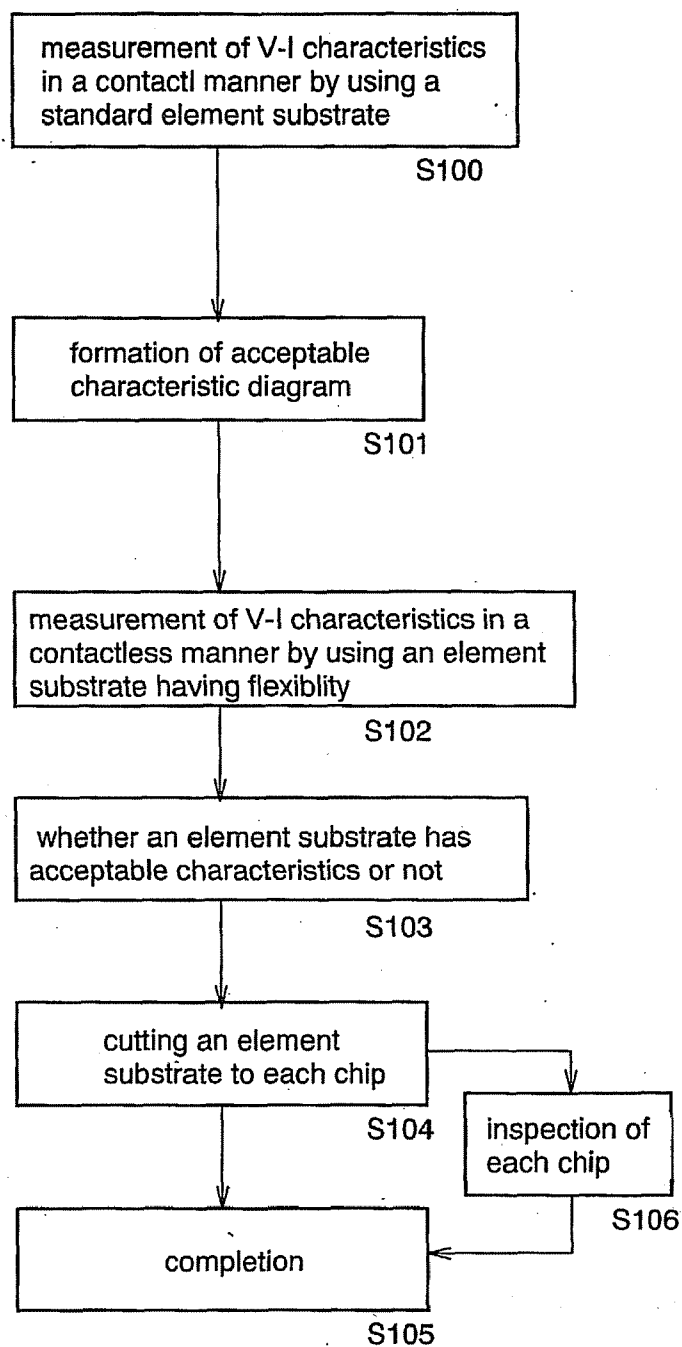 measurement of V-I characteristics
in a contactl manner by using a
standard element substrate
S100
formation of acceptable
characteristic diagram
S101
measurement of V-I characteristics in a
contactless manner by using an element
substrate having flexiblity
S102
whether an element substrate has
acceptable characteristics or not
S103
cutting an element
substrate to each chip
S104
inspection of
each chip
S106
completion
S105